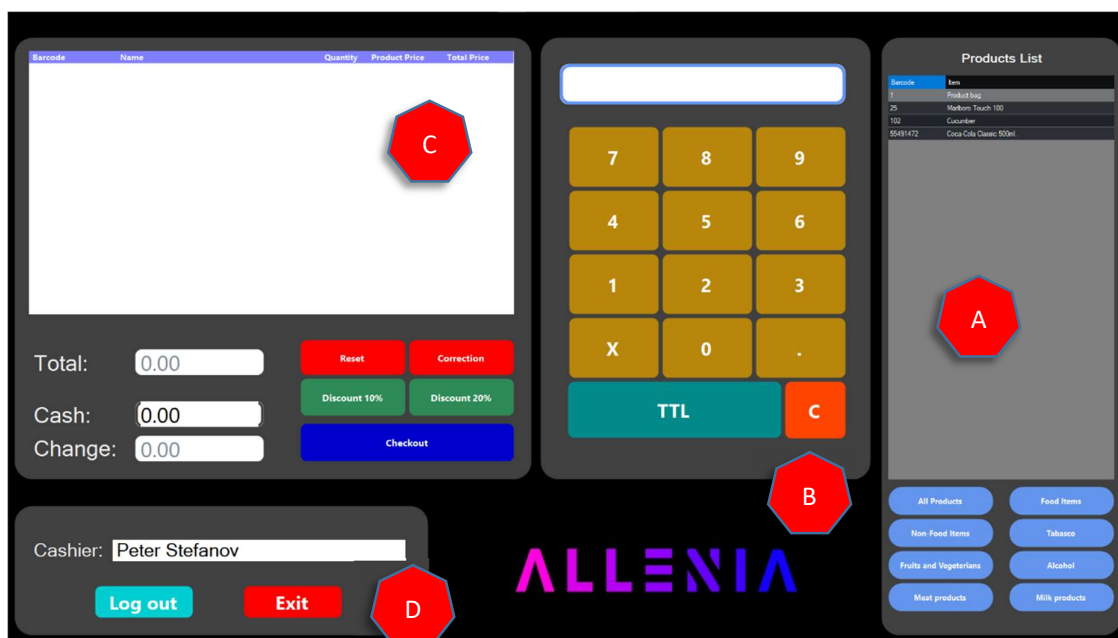 Barcode Name Quantity Product Price Total Price
C
Total: 0.00
Cash: 0.00
Change: 0.00
Reset Correction
Discount 10% Discount 20%
Checkout
7 8 9
4 5 6
1 2 3
X 0 .
TTL C
B
Products List
Barcode Item
1 Product bag
25 Marlboro Touch 100
102 Cucumber
55491472 Coca-Cola Classic 500ml.
A
All Products Food Items
Non-Food Items Tabasco
Fruits and Vegeterians Alcohol
Meat products Milk products
Cashier: Peter Stefanov
Log out Exit
D
ALLENIA